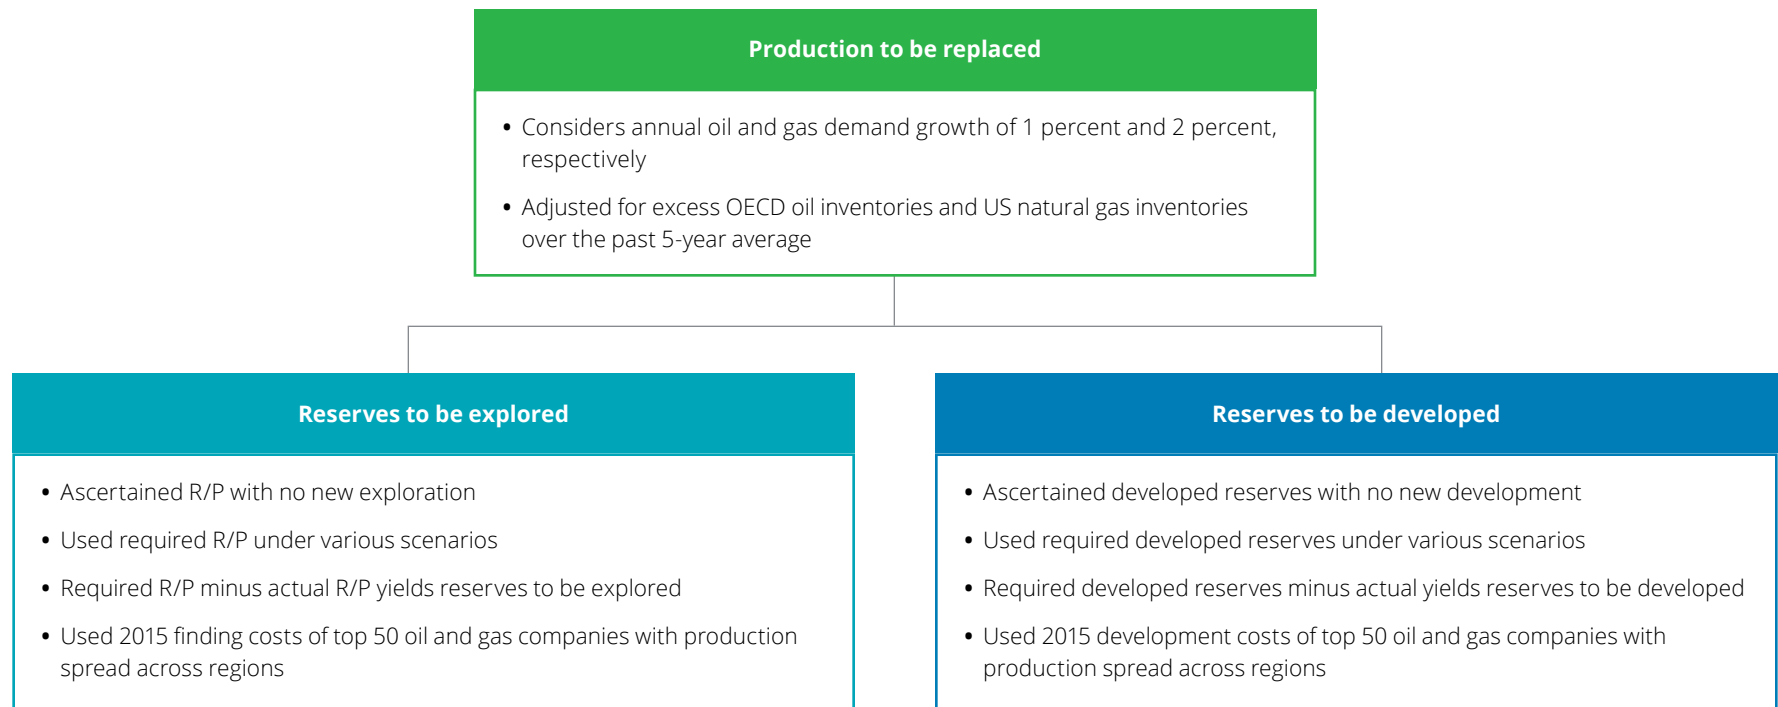 Production to be replaced
• Considers annual oil and gas demand growth of 1 percent and 2 percent,
respectively
• Adjusted for excess OECD oil inventories and US natural gas inventories
over the past 5-year average
Reserves to be explored
• Ascertained R/P with no new exploration
• Used required R/P under various scenarios
• Required R/P minus actual R/P yields reserves to be explored
• Used 2015 finding costs of top 50 oil and gas companies with production
spread across regions
Reserves to be developed
• Ascertained developed reserves with no new development
• Used required developed reserves under various scenarios
• Required developed reserves minus actual yields reserves to be developed
• Used 2015 development costs of top 50 oil and gas companies with
production spread across regions